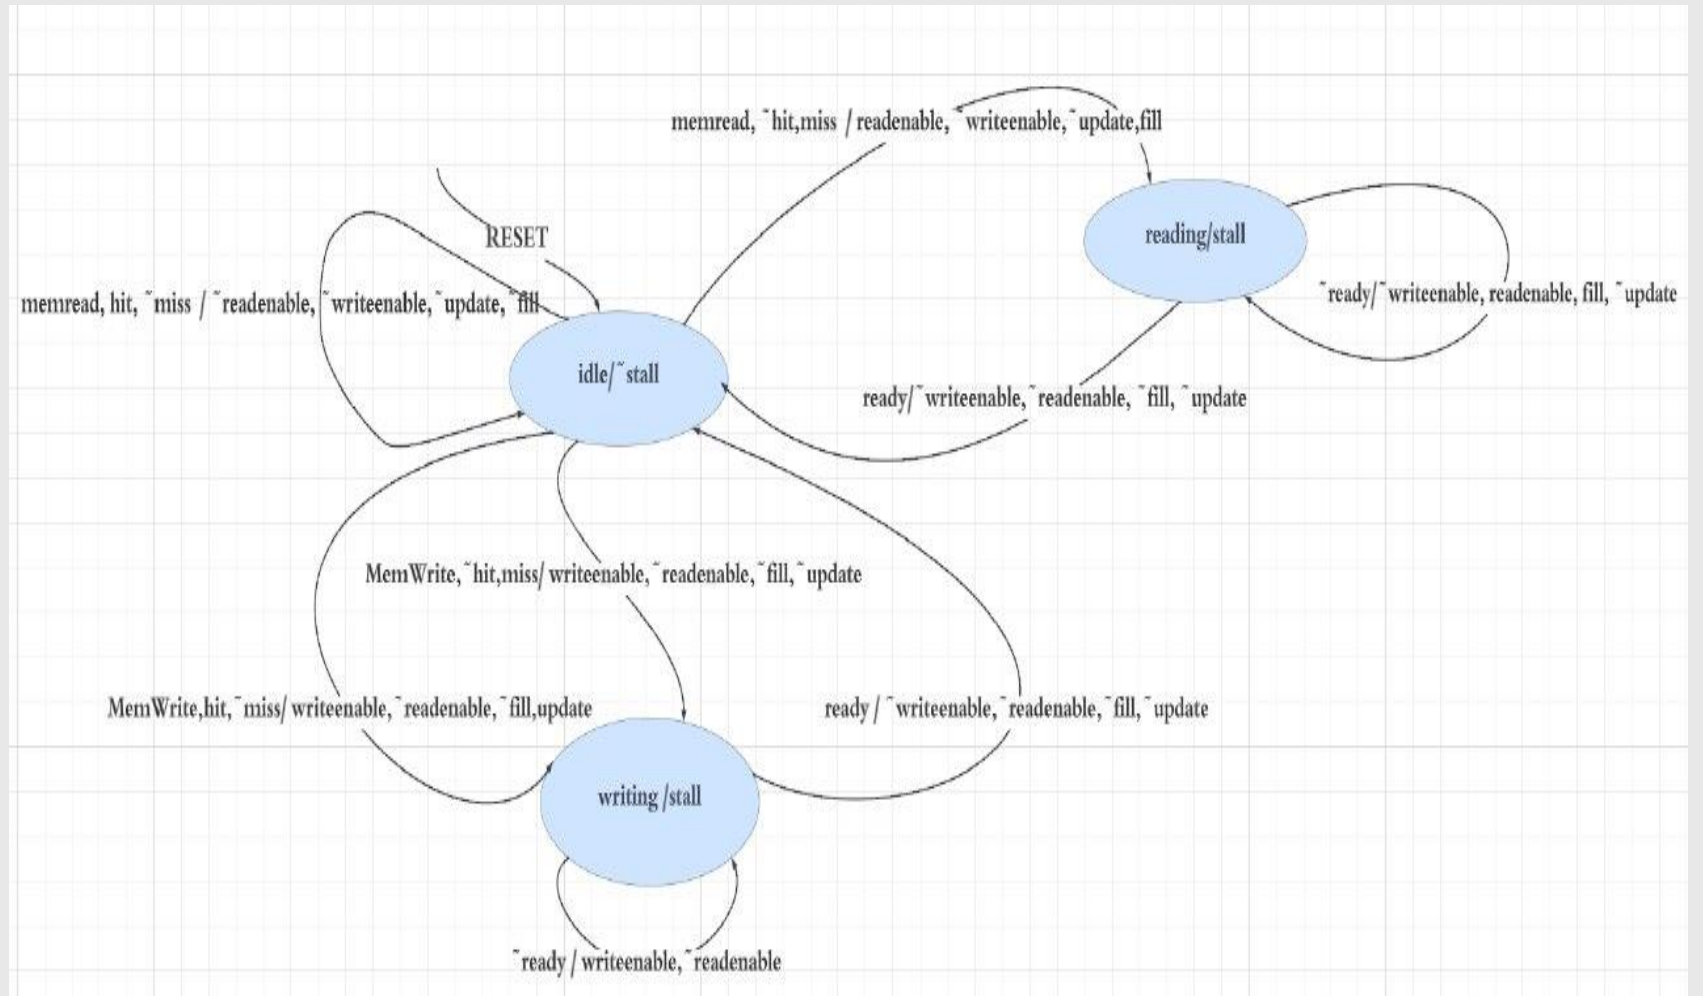 memread, ~hit,miss / readenable, ~writeenable,~update,fill
RESET
reading/stall
memread, hit, ~miss / ~readenable, ~writeenable,~update, ~fill
~ready/~writeenable, readenable, fill, ~update
idle/~stall
ready/~writeenable,~readenable, ~fill, ~update
MemWrite,~hit,miss/ writeenable,~readenable,~fill,~update
MemWrite,hit,~miss/ writeenable,~readenable,~fill,update
ready / ~writeenable,~readenable,~fill,~update
writing /stall
~ready / writeenable,~readenable